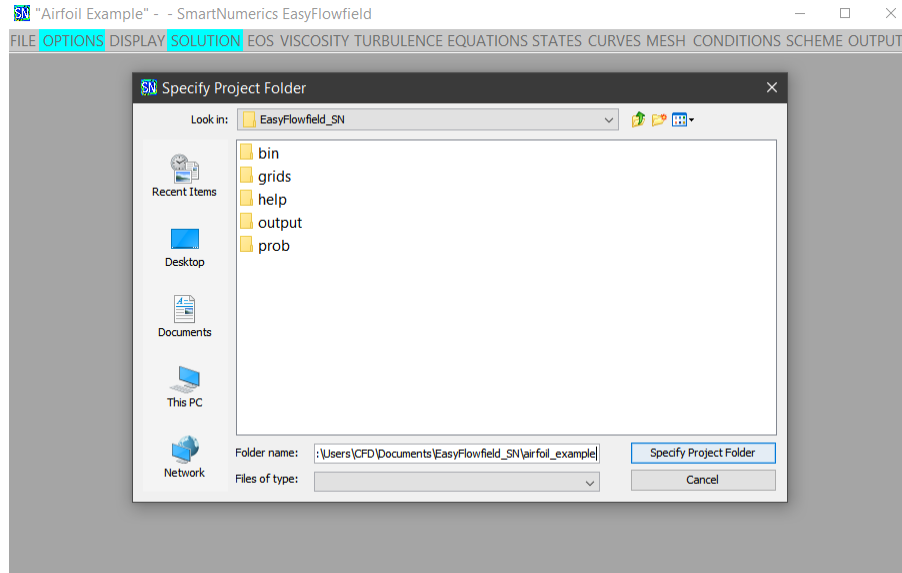 SN "Airfoil Example" - - SmartNumerics EasyFlowfield
FILE OPTIONS DISPLAY SOLUTION EOS VISCOSITY TURBULENCE EQUATIONS STATES CURVES MESH CONDITIONS SCHEME OUTPUT
SN Specify Project Folder
Look in: EasyFlowfield_SN
bin
grids
help
output
prob
Recent Items
Desktop
Documents
This PC
Network
Folder name: :\Users\CFD\Documents\EasyFlowfield_SN\airfoil_example
Specify Project Folder
Files of type:
Cancel